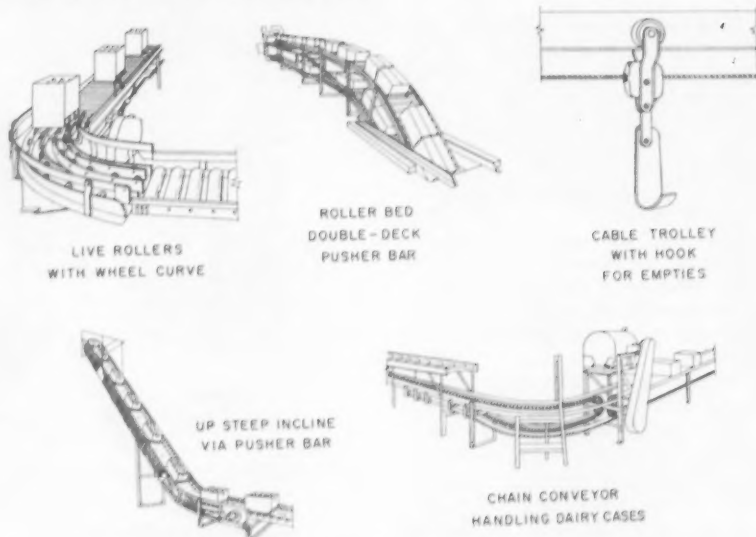 LIVE ROLLERS
WITH WHEEL CURVE
ROLLER BED
DOUBLE-DECK
PUSHER BAR
CABLE TROLLEY
WITH HOOK
FOR EMPTIES
UP STEEP INCLINE
VIA PUSHER BAR
CHAIN CONVEYOR
HANDLING DAIRY CASES